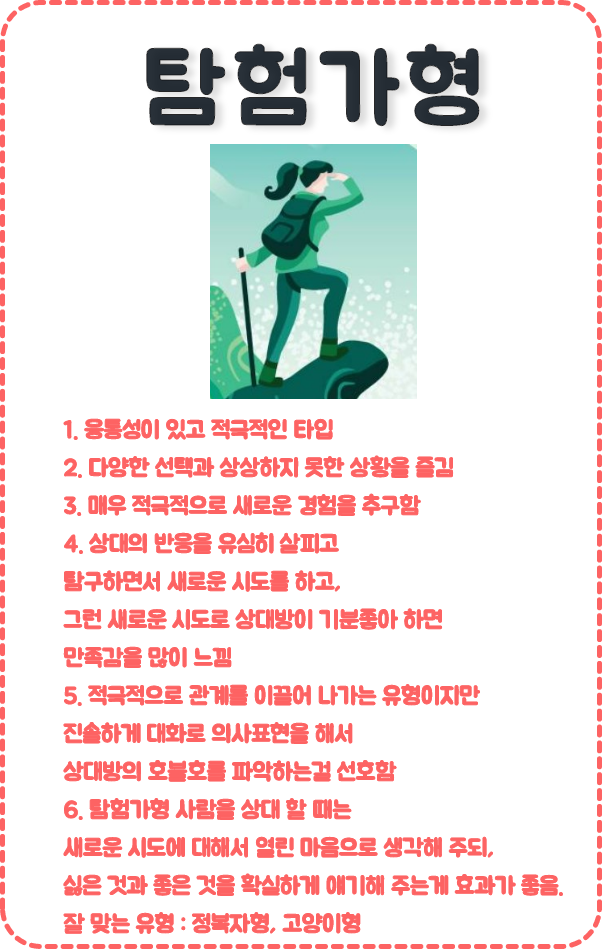 탐험가형
1. 융통성이 있고 적극적인 타입
2. 다양한 선택과 상상하지 못한 상황을 즐김
3. 매우 적극적으로 새로운 경험을 추구함
4. 상대의 반응을 유심히 살피고
탐구하면서 새로운 시도를 하고,
그런 새로운 시도로 상대방이 기분좋아 하면
만족감을 많이 느낌
5. 적극적으로 관계를 이끌어 나가는 유형이지만
진솔하게 대화로 의사표현을 해서
상대방의 호불호를 파악하는걸 선호함
6. 탐험가형 사람을 상대 할 때는
새로운 시도에 대해서 열린 마음으로 생각해 주되,
싫은 것과 좋은 것을 확실하게 얘기해 주는게 효과가 좋음.
잘 맞는 유형 : 정복자형, 고양이형